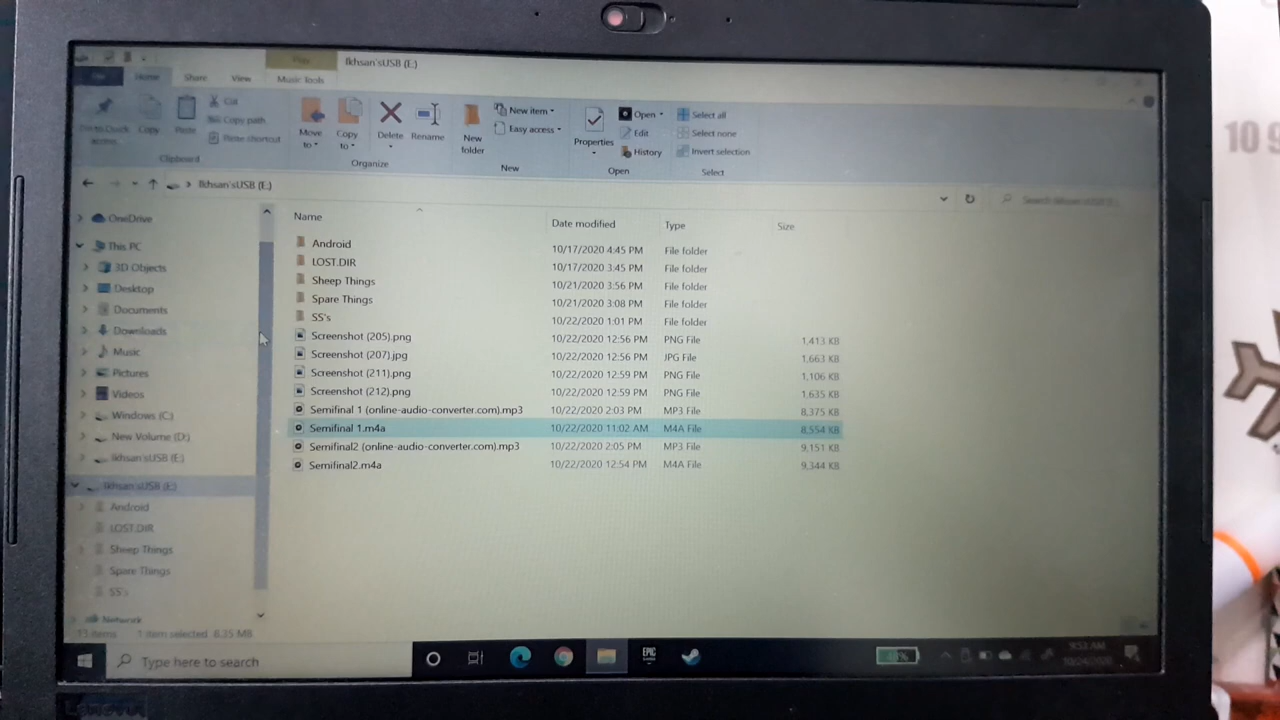 Play
Ikhsan'sUSB (E:)
Home
Share
View
Music Tools
Copy
Paste
Cut
Copy path
Paste shortcut
Clipboard
Move to
Copy to
Delete
Rename
Organize
New folder
New item
Easy access
New
Properties
Open
Edit
History
Open
Select all
Select none
Invert selection
Select
Ikhsan'sUSB (E:)
Name
Date modified
Type
Size
Android 10/17/2020 4:45 PM File folder
LOST.DIR 10/17/2020 3:45 PM File folder
Sheep Things 10/21/2020 3:56 PM File folder
Spare Things 10/21/2020 3:08 PM File folder
SS's 10/22/2020 1:01 PM File folder
Screenshot (205).png 10/22/2020 12:56 PM PNG File 1,413 KB
Screenshot (207).jpg 10/22/2020 12:56 PM JPG File 1,663 KB
Screenshot (211).png 10/22/2020 12:59 PM PNG File 1,106 KB
Screenshot (212).png 10/22/2020 12:59 PM PNG File 1,635 KB
Semifinal 1 (online-audio-converter.com).mp3 10/22/2020 2:03 PM MP3 File 8,375 KB
Semifinal 1.m4a 10/22/2020 11:02 AM M4A File 8,554 KB
Semifinal2 (online-audio-converter.com).mp3 10/22/2020 2:05 PM MP3 File 9,151 KB
Semifinal2.m4a 10/22/2020 12:54 PM M4A File 9,344 KB
OneDrive
This PC
3D Objects
Desktop
Documents
Downloads
Music
Pictures
Videos
Windows (C:)
New Volume (D:)
Ikhsan'sUSB (E:)
Ikhsan'sUSB (E:)
Android
LOST.DIR
Sheep Things
Spare Things
SS's
Network
13 items 1 item selected 8.35 MB
Type here to search
EPIC
GAMES
9:52 AM
Lenovo
10 9